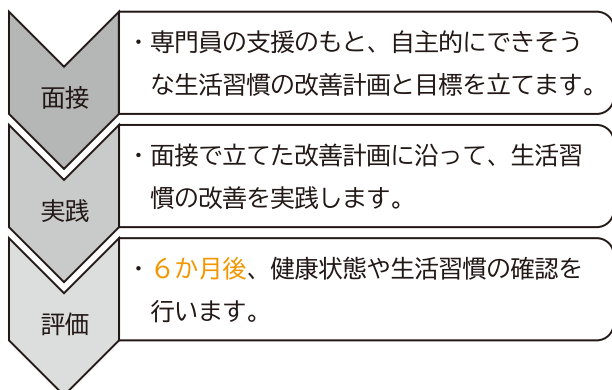 面接
・専門員の支援のもと、自主的にできそう
な生活習慣の改善計画と目標を立てます。
実践
・面接で立てた改善計画に沿って、生活習
慣の改善を実践します。
評価
・６か月後、健康状態や生活習慣の確認を
行います。